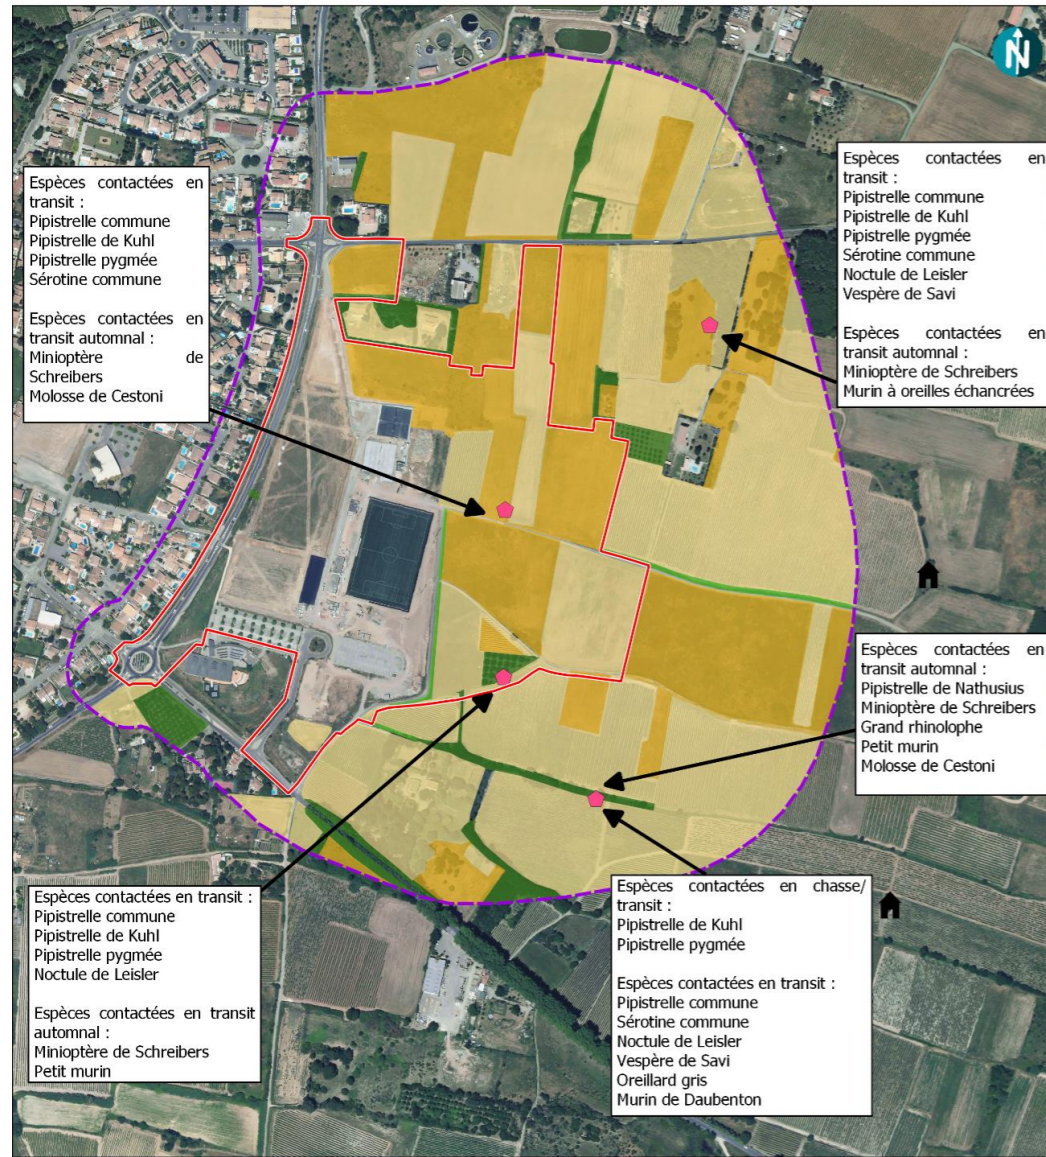 N
Espèces contactées en
transit :
Pipistrelle commune
Pipistrelle de Kuhl
Pipistrelle pygmée
Sérotine commune
Espèces contactées en
transit automnal :
Minioptère de
Schreibers
Molosse de Cestoni
Espèces contactées en
transit :
Pipistrelle commune
Pipistrelle de Kuhl
Pipistrelle pygmée
Sérotine commune
Noctule de Leisler
Vespère de Savi
Espèces contactées en
transit automnal :
Minioptère de Schreibers
Murin à oreilles échancrées
Espèces contactées en
transit automnal :
Pipistrelle de Nathusius
Minioptère de Schreibers
Grand rhinolophe
Petit murin
Molosse de Cestoni
Espèces contactées en transit :
Pipistrelle commune
Pipistrelle de Kuhl
Pipistrelle pygmée
Noctule de Leisler
Espèces contactées en transit
automnal :
Minioptère de Schreibers
Petit murin
Espèces contactées en chasse/
transit :
Pipistrelle de Kuhl
Pipistrelle pygmée
Espèces contactées en transit :
Pipistrelle commune
Sérotine commune
Noctule de Leisler
Vespère de Savi
Oreillard gris
Murin de Daubenton